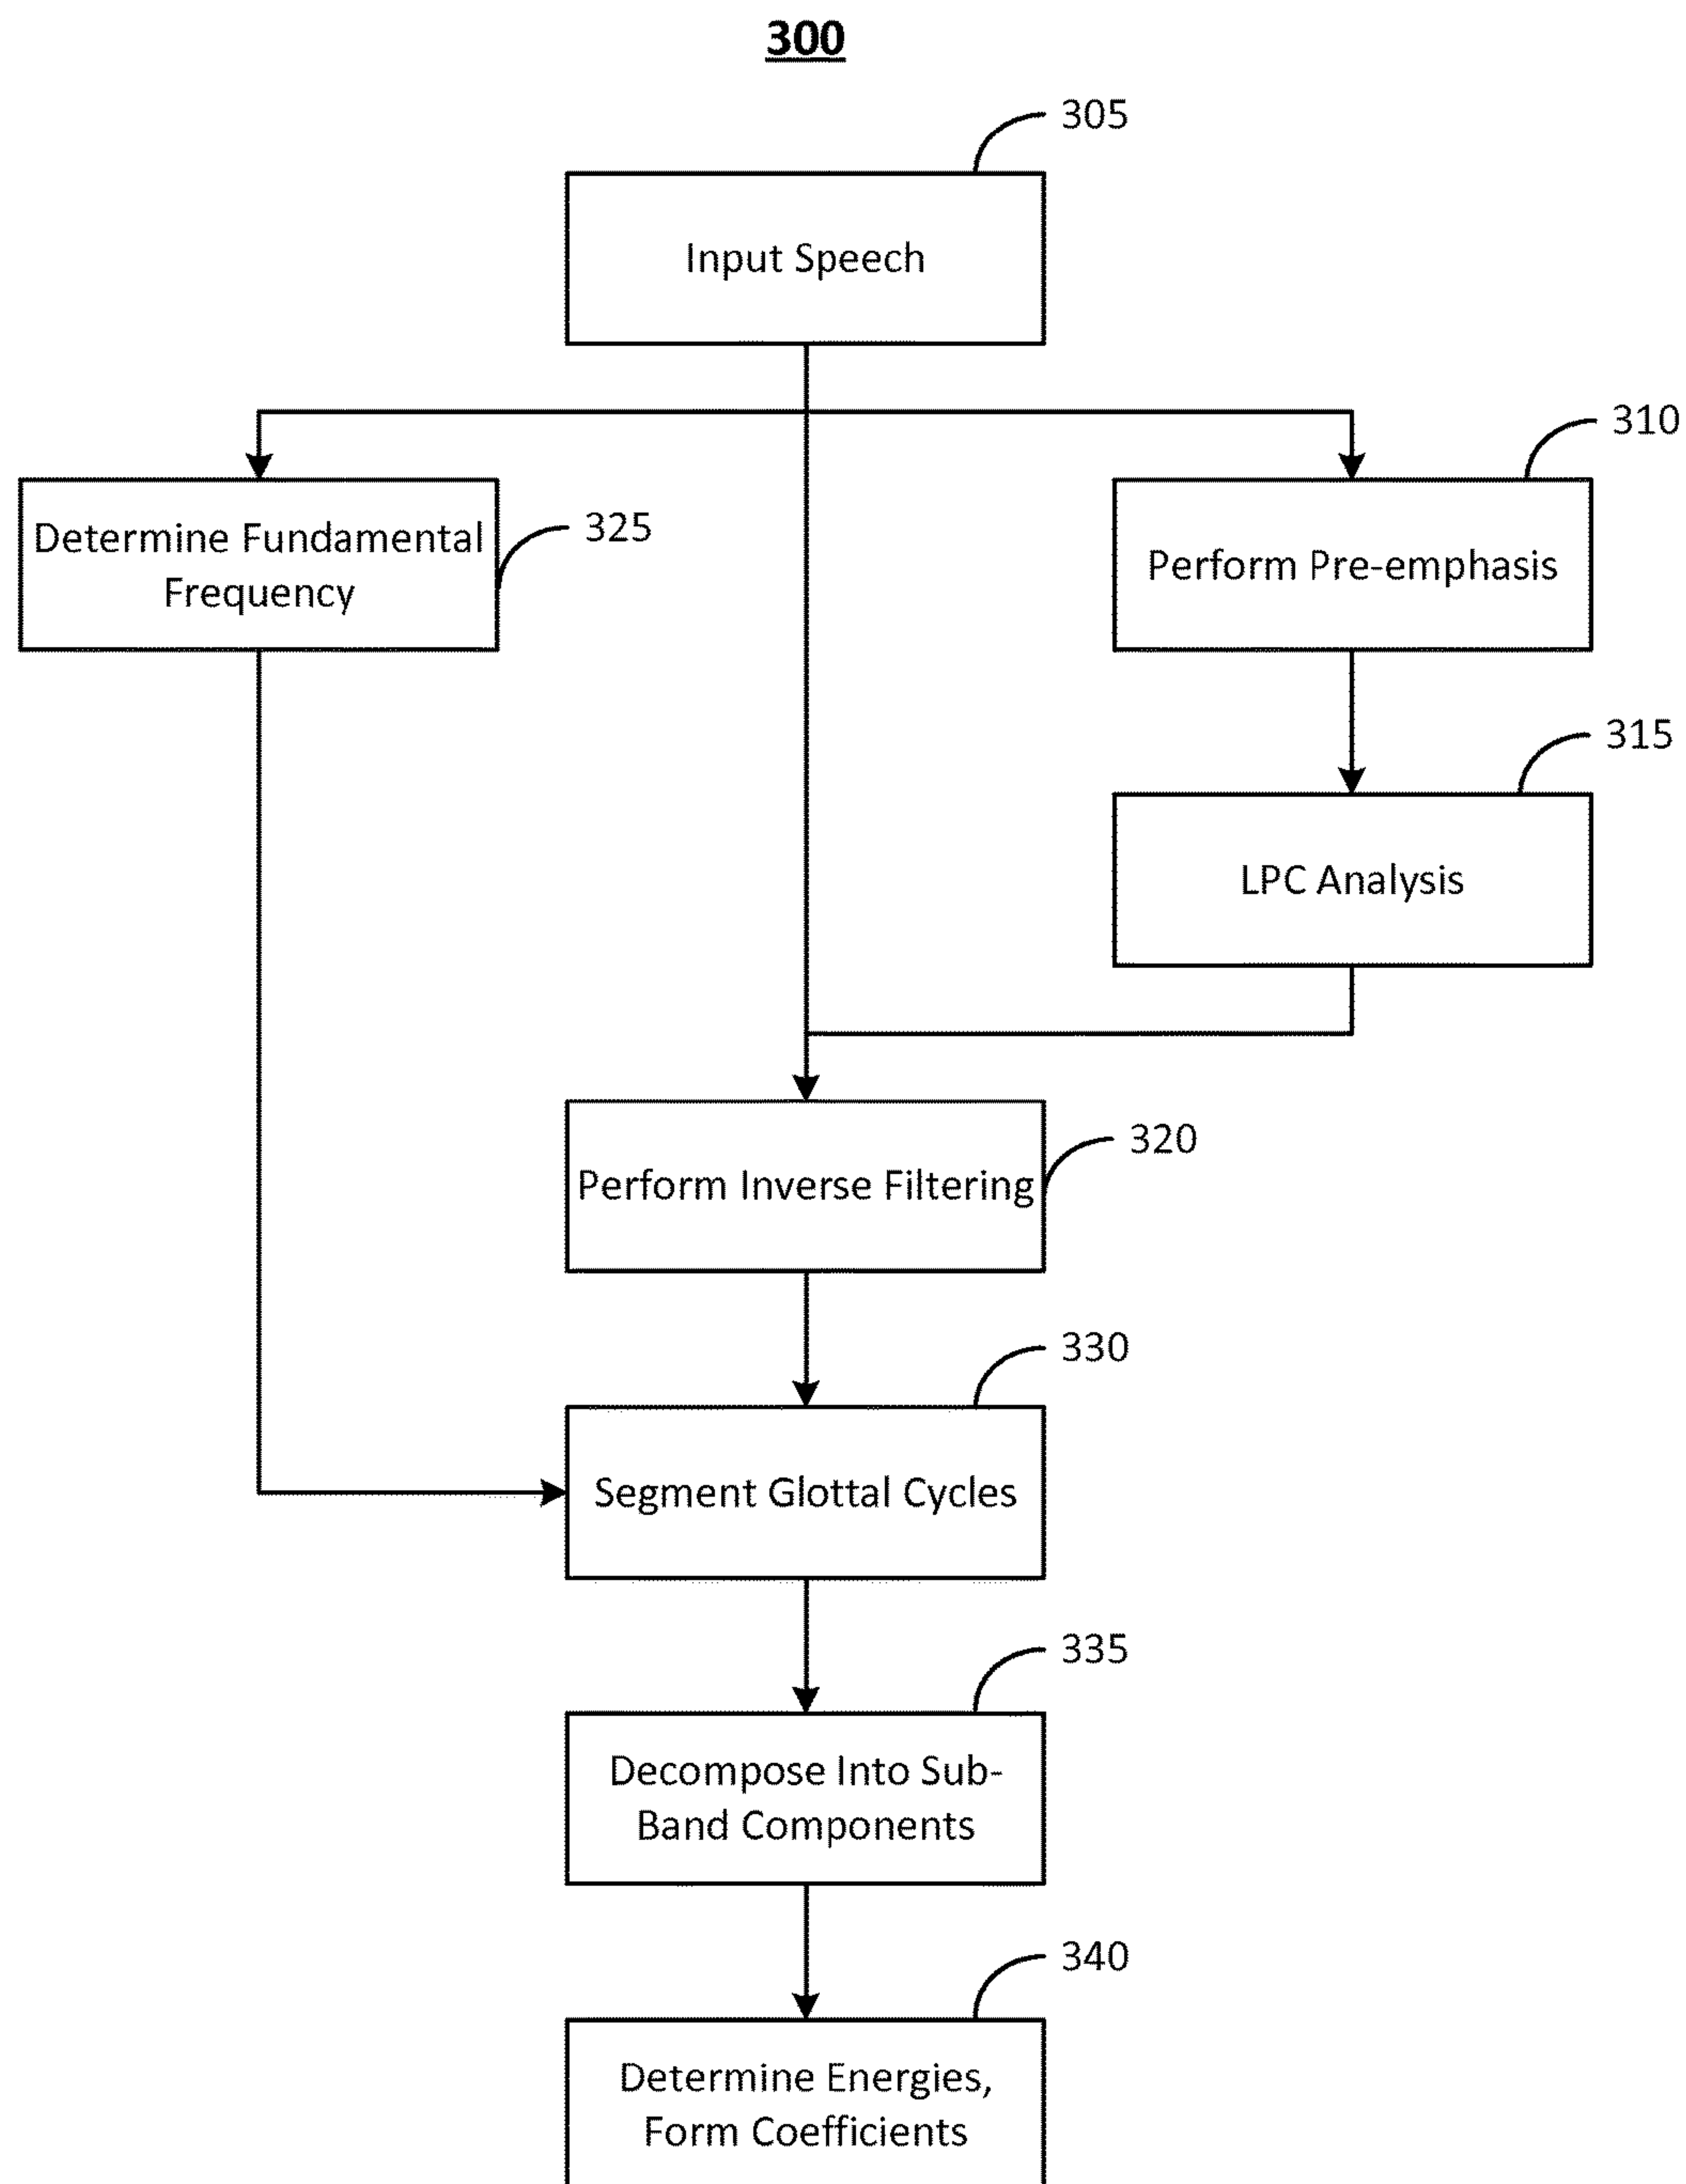 300
305
Input Speech
310
Determine Fundamental
Frequency
325
Perform Pre-emphasis
315
LPC Analysis
320
Perform Inverse Filtering
330
Segment Glottal Cycles
335
Decompose Into Sub-
Band Components
340
Determine Energies,
Form Coefficients